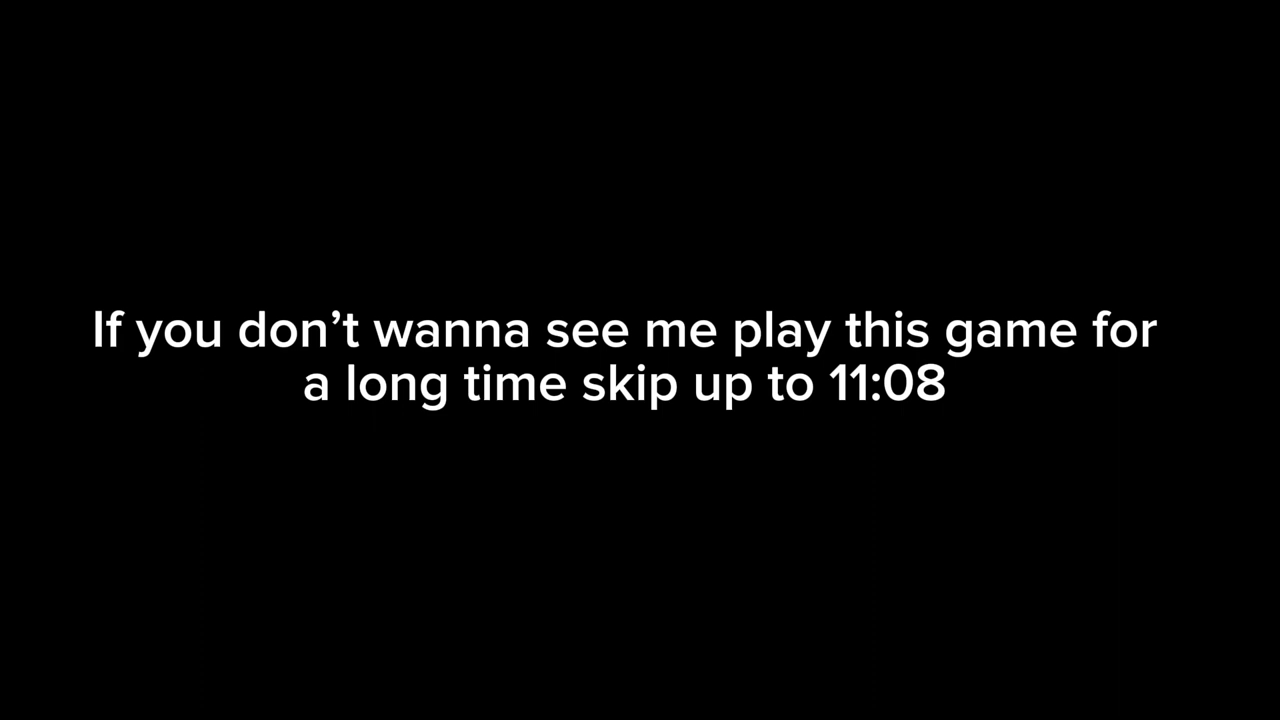 If you don’t wanna see me play this game for
a long time skip up to 11:08